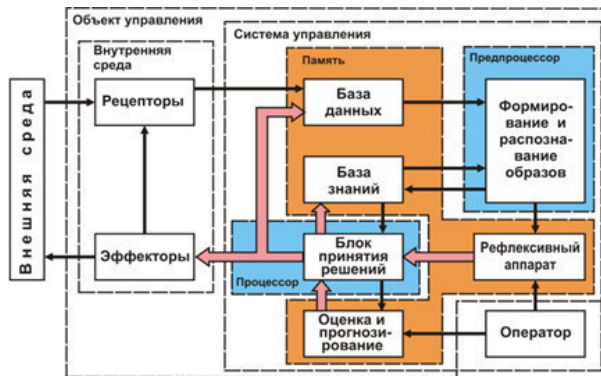 Объект управления
Внутренняя
среда
Система управления
Память
Предпроцессор
Внешняя среда
Рецепторы
База
данных
Формиро-
вание и
распозна-
вание
образов
База
знаний
Эффекторы
Блок
принятия
решений
Рефлексивный
аппарат
Процессор
Оценка и
прогнози-
рование
Оператор